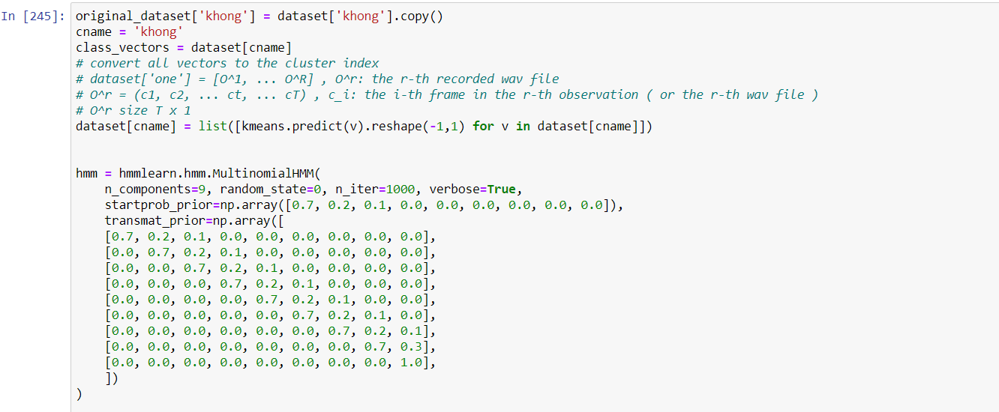 In [245]: original_dataset['khong'] = dataset['khong'].copy()
cname = 'khong'
class_vectors = dataset[cname]
# convert all vectors to the cluster index
# dataset['one'] = [O^1, ... O^R] , O^r: the r-th recorded wav file
# O^r = (c1, c2, ... ct, ... cT) , c_i: the i-th frame in the r-th observation ( or the r-th wav file )
# O^r size T x 1
dataset[cname] = list([kmeans.predict(v).reshape(-1,1) for v in dataset[cname]])
hmm = hmmlearn.hmm.MultinomialHMM(
    n_components=9, random_state=0, n_iter=1000, verbose=True,
    startprob_prior=np.array([0.7, 0.2, 0.1, 0.0, 0.0, 0.0, 0.0, 0.0, 0.0]),
    transmat_prior=np.array([
    [0.7, 0.2, 0.1, 0.0, 0.0, 0.0, 0.0, 0.0, 0.0],
    [0.0, 0.7, 0.2, 0.1, 0.0, 0.0, 0.0, 0.0, 0.0],
    [0.0, 0.0, 0.7, 0.2, 0.1, 0.0, 0.0, 0.0, 0.0],
    [0.0, 0.0, 0.0, 0.7, 0.2, 0.1, 0.0, 0.0, 0.0],
    [0.0, 0.0, 0.0, 0.0, 0.7, 0.2, 0.1, 0.0, 0.0],
    [0.0, 0.0, 0.0, 0.0, 0.0, 0.7, 0.2, 0.1, 0.0],
    [0.0, 0.0, 0.0, 0.0, 0.0, 0.0, 0.7, 0.2, 0.1],
    [0.0, 0.0, 0.0, 0.0, 0.0, 0.0, 0.0, 0.7, 0.3],
    [0.0, 0.0, 0.0, 0.0, 0.0, 0.0, 0.0, 0.0, 1.0],
    ])
)